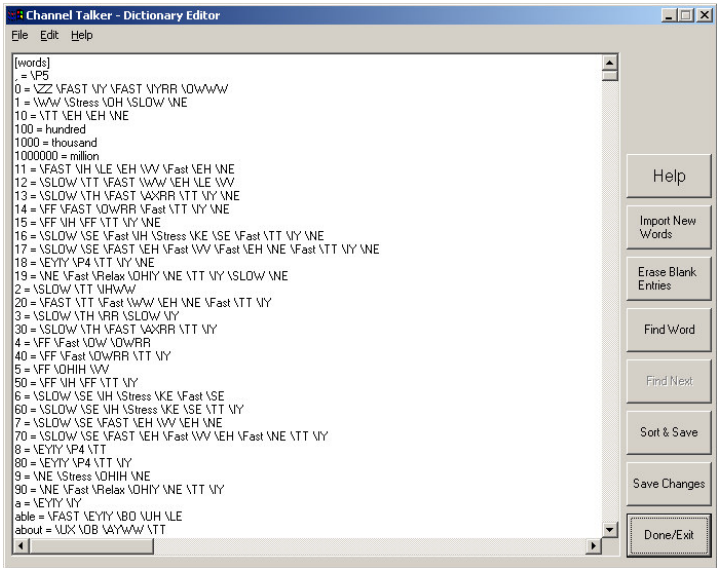 Channel Talker - Dictionary Editor
File Edit Help
[words]
, = \P5
0 = \ZZ \FAST \IY \FAST \IYRR \OWWW
1 = \WW \Stress \OH \SLOW \NE
10 = \TT \EH \EH \NE
100 = hundred
1000 = thousand
1000000 = million
11 = \FAST \IH \LE \EH \VV \Fast \EH \NE
12 = \SLOW \TT \FAST \WW \EH \LE \VV
13 = \SLOW \TH \FAST \AXRR \TT \IY \NE
14 = \FF \FAST \OWRR \Fast \TT \IY \NE
15 = \FF \IH \FF \TT \IY \NE
16 = \SLOW \SE \Fast \IH \Stress \KE \SE \Fast \TT \IY \NE
17 = \SLOW \SE \FAST \EH \Fast \VV \Fast \EH \NE \Fast \TT \IY \NE
18 = \EYIY \P4 \TT \IY \NE
19 = \NE \Fast \Relax \OHIY \NE \TT \IY \SLOW \NE
2 = \SLOW \TT \IHWW
20 = \FAST \TT \Fast \WW \EH \NE \Fast \TT \IY
3 = \SLOW \TH \RR \SLOW \IY
30 = \SLOW \TH \FAST \AXRR \TT \IY
4 = \FF \Fast \OW \OWRR
40 = \FF \Fast \OWRR \TT \IY
5 = \FF \OHIH \VV
50 = \FF \IH \FF \TT \IY
6 = \SLOW \SE \IH \Stress \KE \Fast \SE
60 = \SLOW \SE \IH \Stress \KE \SE \TT \IY
7 = \SLOW \SE \FAST \EH \VV \EH \NE
70 = \SLOW \SE \FAST \EH \Fast \VV \EH \Fast \NE \TT \IY
8 = \EYIY \P4 \TT
80 = \EYIY \P4 \TT \IY
9 = \NE \Stress \OHIH \NE
90 = \NE \Fast \Relax \OHIY \NE \TT \IY
a = \EYIY \IY
able = \FAST \EYIY \BO \UH \LE
about = \UX \OB \AYWW \TT
Help
Import New
Words
Erase Blank
Entries
Find Word
Find Next
Sort & Save
Save Changes
Done/Exit